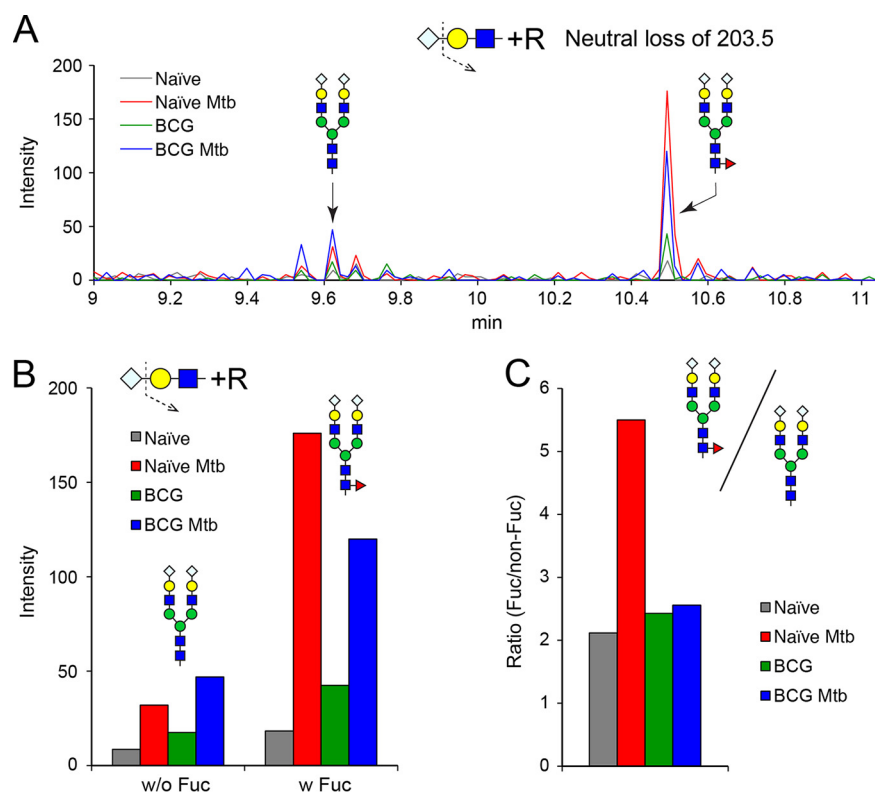 A
+R Neutral loss of 203.5
200
150
100
50
0
Intensity
Naïve
Naïve Mtb
BCG
BCG Mtb
9 9.2 9.4 9.6 9.8 10 10.2 10.4 10.6 10.8 11
min
B
+R
200
150
100
50
0
Intensity
Naïve
Naïve Mtb
BCG
BCG Mtb
w/o Fuc w Fuc
C
6
5
4
3
2
1
0
Ratio (Fuc/non-Fuc)
Naïve
Naïve Mtb
BCG
BCG Mtb